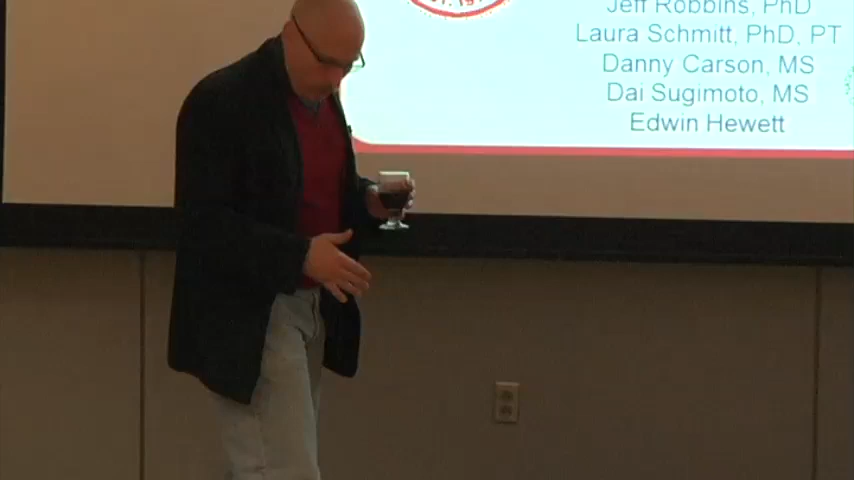 Jeff Robbins, PhD
Laura Schmitt, PhD, PT
Danny Carson, MS
Dai Sugimoto, MS
Edwin Hewett